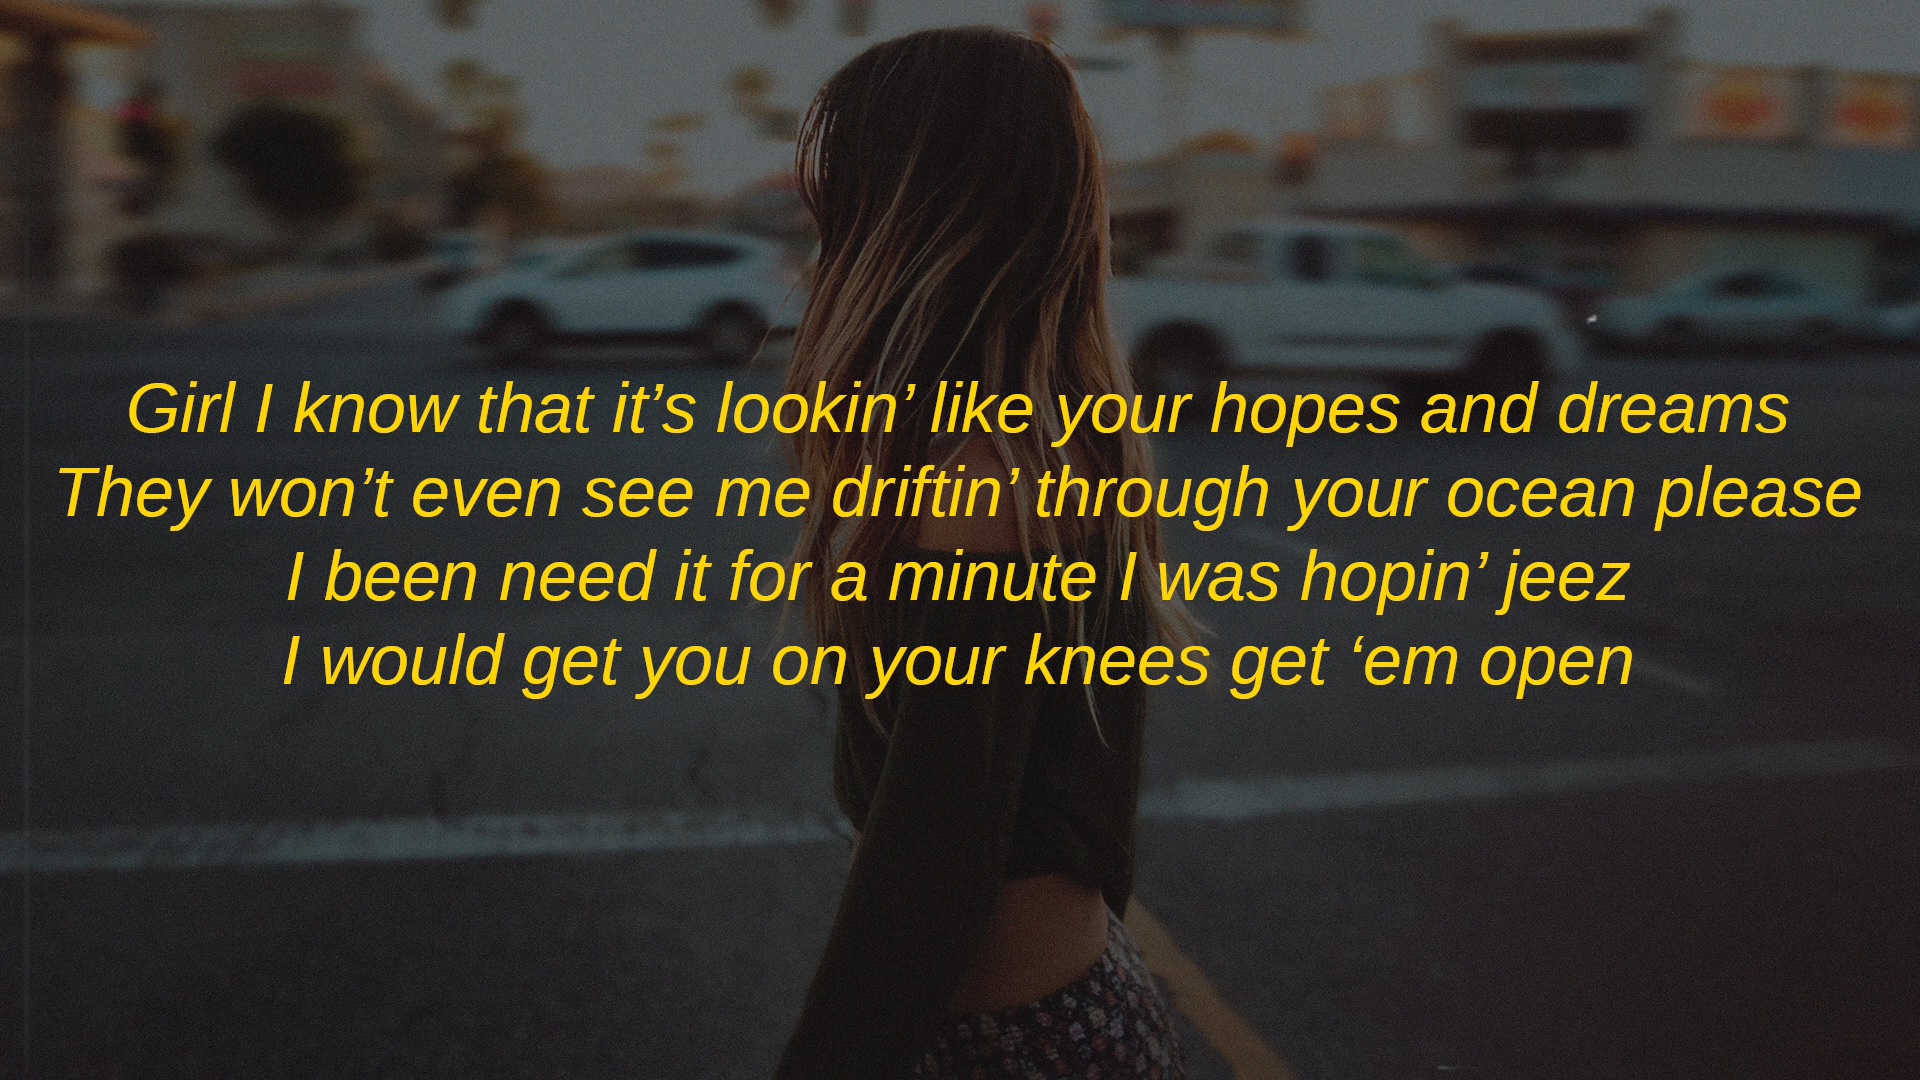 Girl I know that it’s lookin’ like your hopes and dreams
They won’t even see me driftin’ through your ocean please
I been need it for a minute I was hopin’ jeez
I would get you on your knees get ‘em open